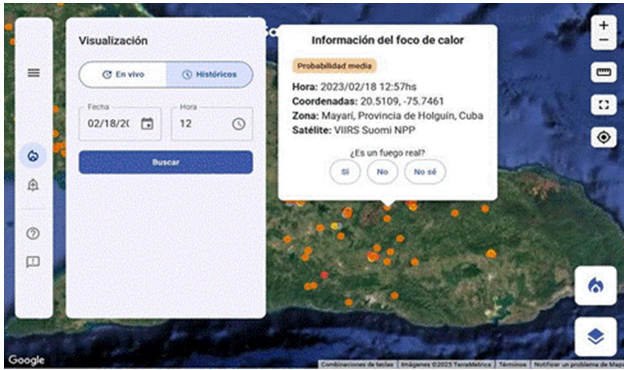 Visualización
En vivo
Históricos
Fecha
02/18/20
Hora
12
Buscar
Información del foco de calor
Probabilidad media
Hora: 2023/02/18 12:57hs
Coordenadas: 20.5109, -75.7461
Zona: Mayarí, Provincia de Holguín, Cuba
Satélite: VIIRS Suomi NPP
¿Es un fuego real?
Sí
No
No sé
Google
Combinaciones de teclas
Imágenes ©2023 TerraMetrics
Términos
Notificar un problema de Maps